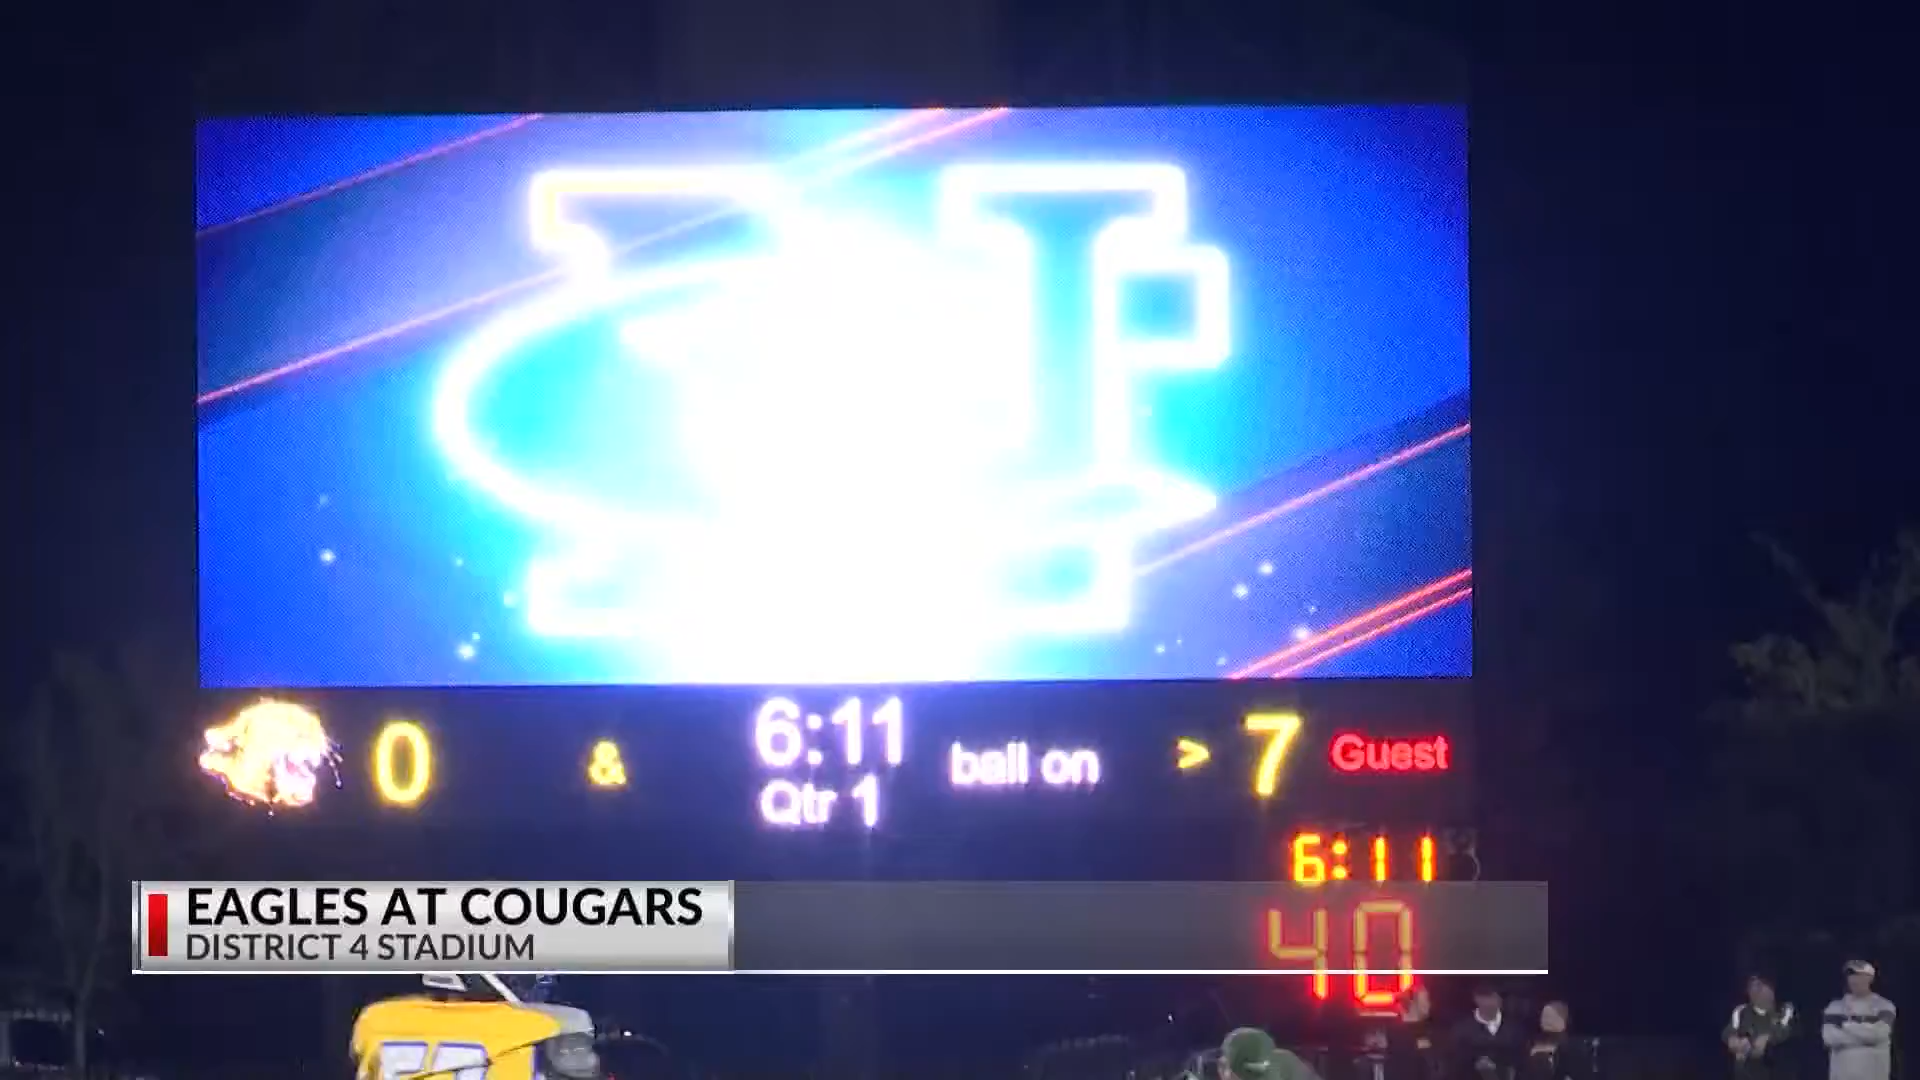 0 & 6:11 ball on > 7 Guest
Qtr 1
6:11
40
EAGLES AT COUGARS
DISTRICT 4 STADIUM